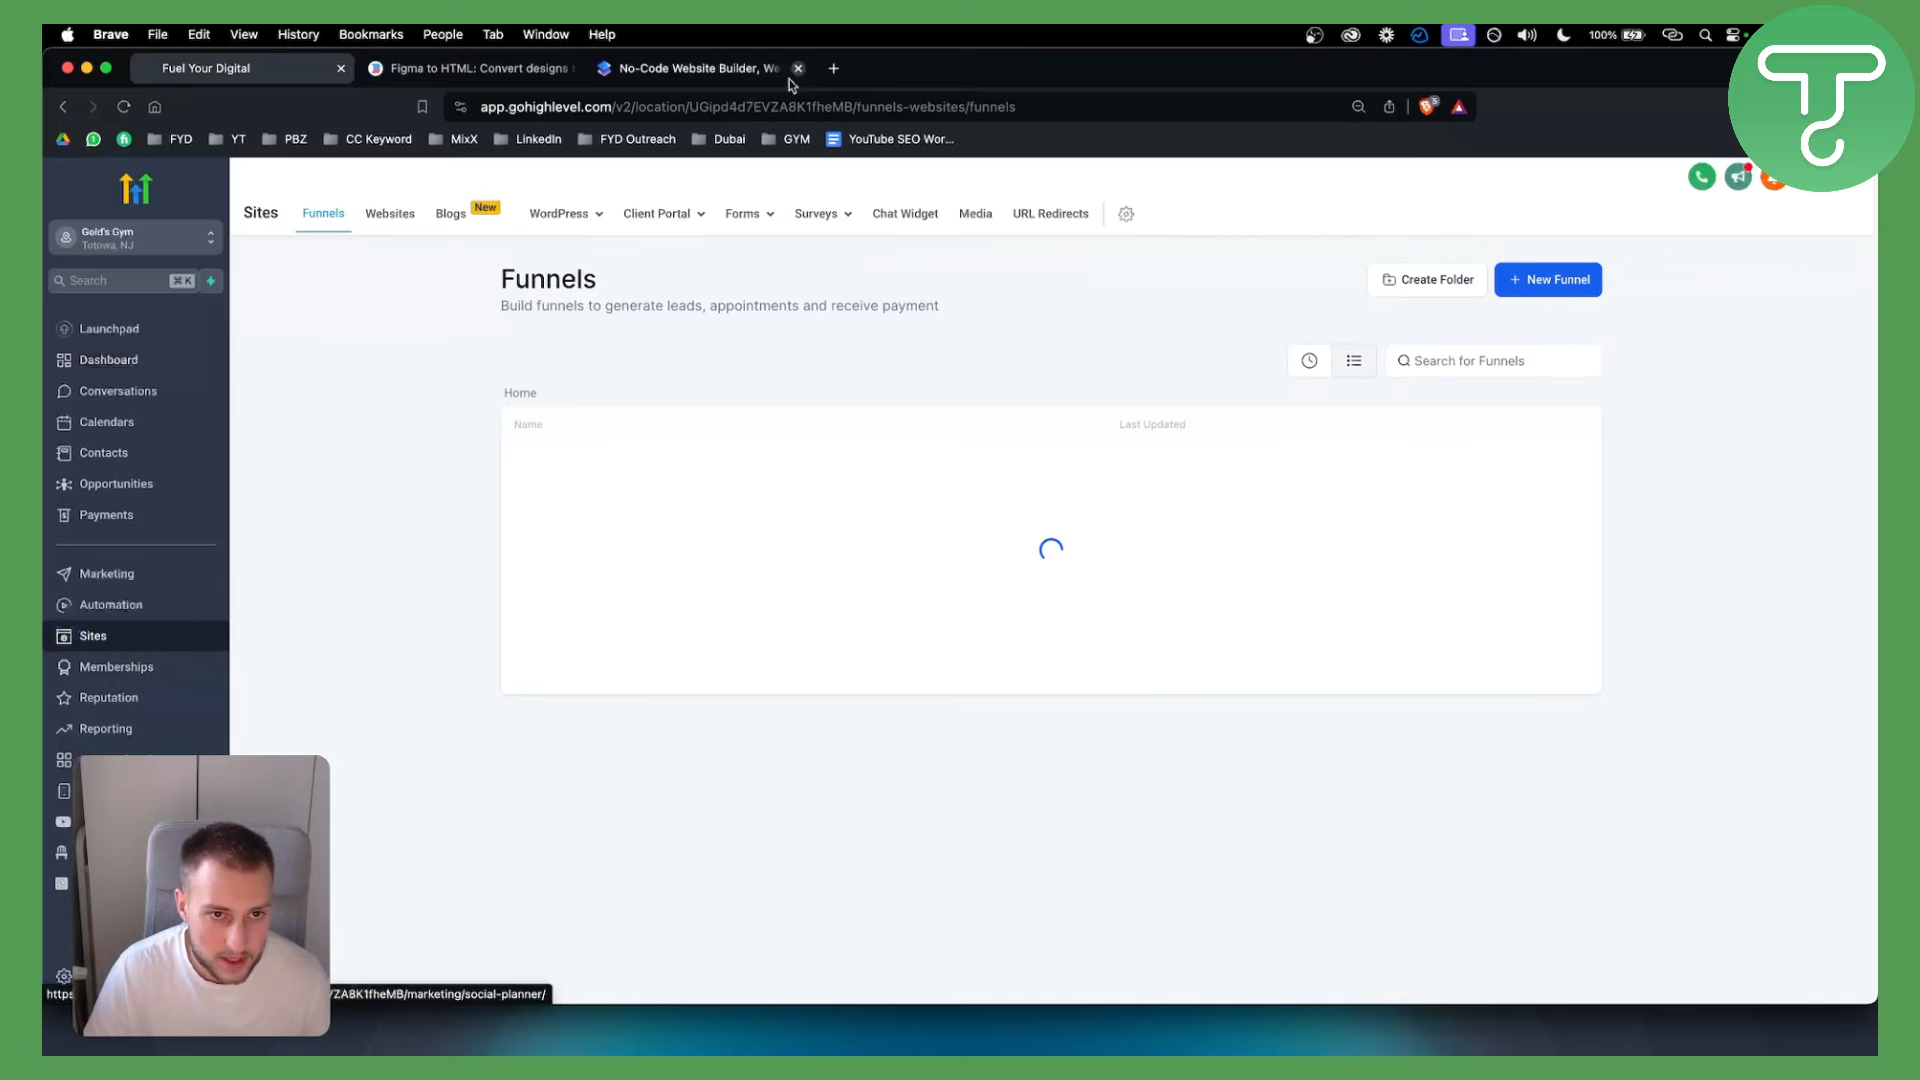 Brave File Edit View History Bookmarks People Tab Window Help 100%
Fuel Your Digital Figma to HTML: Convert designs No-Code Website Builder, We
app.gohighlevel.com/v2/location/UGipd4d7EVZA8K1fheMB/funnels-websites/funnels
FYD YT PBZ CC Keyword MixX LinkedIn FYD Outreach Dubai GYM YouTube SEO Wor...
Sites Funnels Websites Blogs New WordPress Client Portal Forms Surveys Chat Widget Media URL Redirects
Gold's Gym
Totowa, NJ
Search ⌘K
Launchpad
Dashboard
Conversations
Calendars
Contacts
Opportunities
Payments
Marketing
Automation
Sites
Memberships
Reputation
Reporting
Funnels
Build funnels to generate leads, appointments and receive payment
Create Folder + New Funnel
Search for Funnels
Home
Name Last Updated
https
/ZA8K1fheMB/marketing/social-planner/